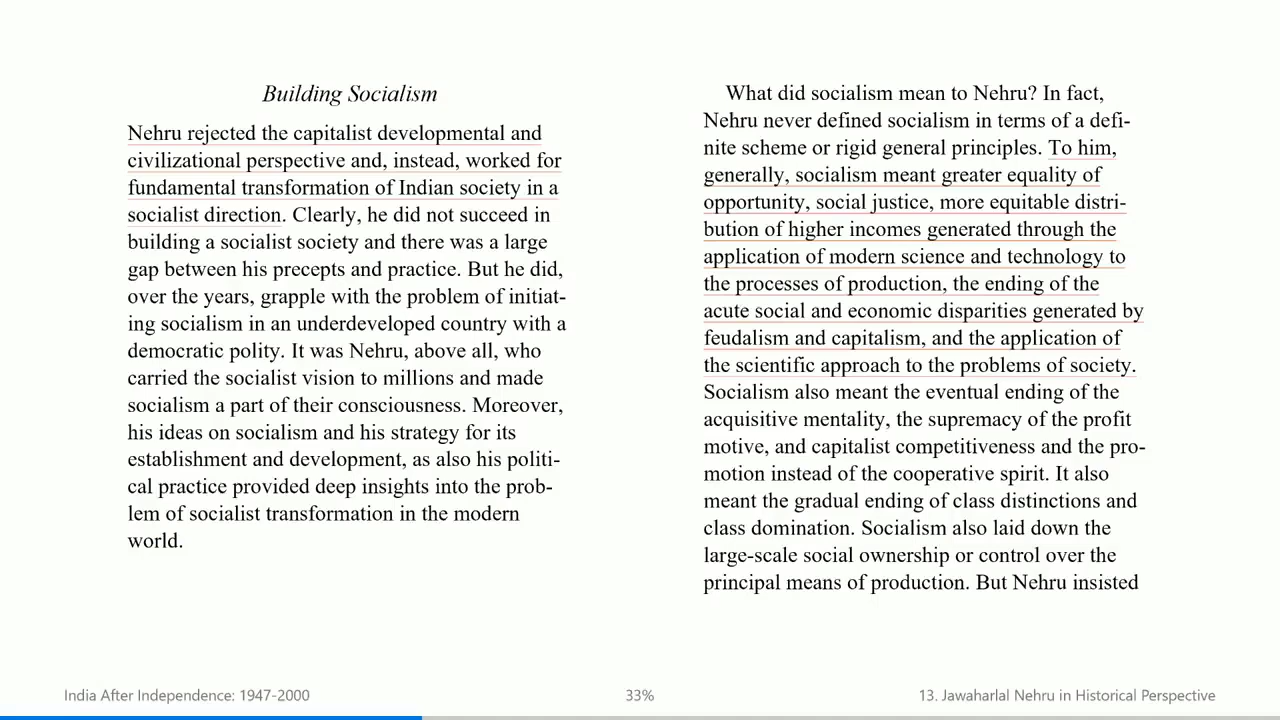 Building Socialism
Nehru rejected the capitalist developmental and
civilizational perspective and, instead, worked for
fundamental transformation of Indian society in a
socialist direction. Clearly, he did not succeed in
building a socialist society and there was a large
gap between his precepts and practice. But he did,
over the years, grapple with the problem of initiat-
ing socialism in an underdeveloped country with a
democratic polity. It was Nehru, above all, who
carried the socialist vision to millions and made
socialism a part of their consciousness. Moreover,
his ideas on socialism and his strategy for its
establishment and development, as also his politi-
cal practice provided deep insights into the prob-
lem of socialist transformation in the modern
world.
What did socialism mean to Nehru? In fact,
Nehru never defined socialism in terms of a defi-
nite scheme or rigid general principles. To him,
generally, socialism meant greater equality of
opportunity, social justice, more equitable distri-
bution of higher incomes generated through the
application of modern science and technology to
the processes of production, the ending of the
acute social and economic disparities generated by
feudalism and capitalism, and the application of
the scientific approach to the problems of society.
Socialism also meant the eventual ending of the
acquisitive mentality, the supremacy of the profit
motive, and capitalist competitiveness and the pro-
motion instead of the cooperative spirit. It also
meant the gradual ending of class distinctions and
class domination. Socialism also laid down the
large-scale social ownership or control over the
principal means of production. But Nehru insisted
India After Independence: 1947-2000
33%
13. Jawaharlal Nehru in Historical Perspective